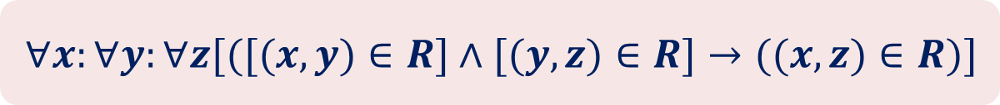 ∀x: ∀y: ∀z[([(x, y) ∈ R] ∧ [(y, z) ∈ R] → ((x, z) ∈ R)]